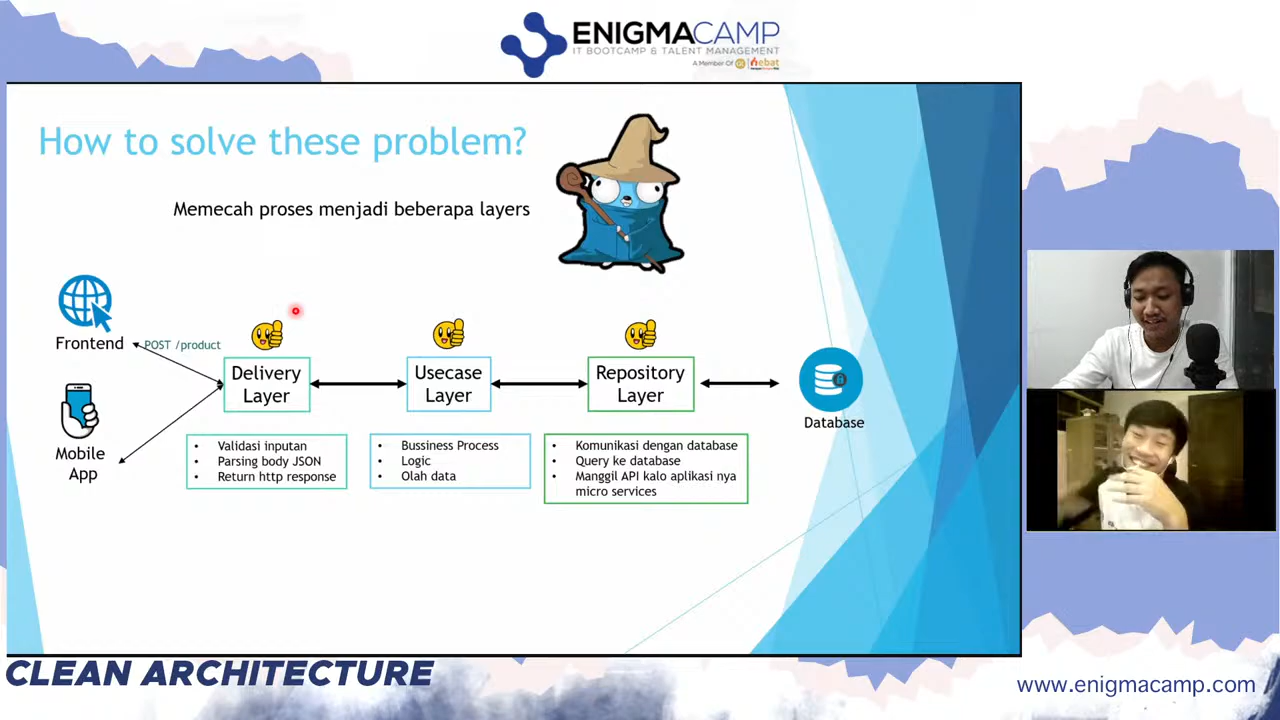 ENIGMACAMP
IT BOOTCAMP & TALENT MANAGEMENT
A Member Of
ebat
How to solve these problem?
Memecah proses menjadi beberapa layers
Frontend
POST /product
Mobile
App
Delivery
Layer
Usecase
Layer
Repository
Layer
Database
• Validasi inputan
• Parsing body JSON
• Return http response
• Bussiness Process
• Logic
• Olah data
• Komunikasi dengan database
• Query ke database
• Manggil API kalo aplikasi nya
micro services
CLEAN ARCHITECTURE
www.enigmacamp.com